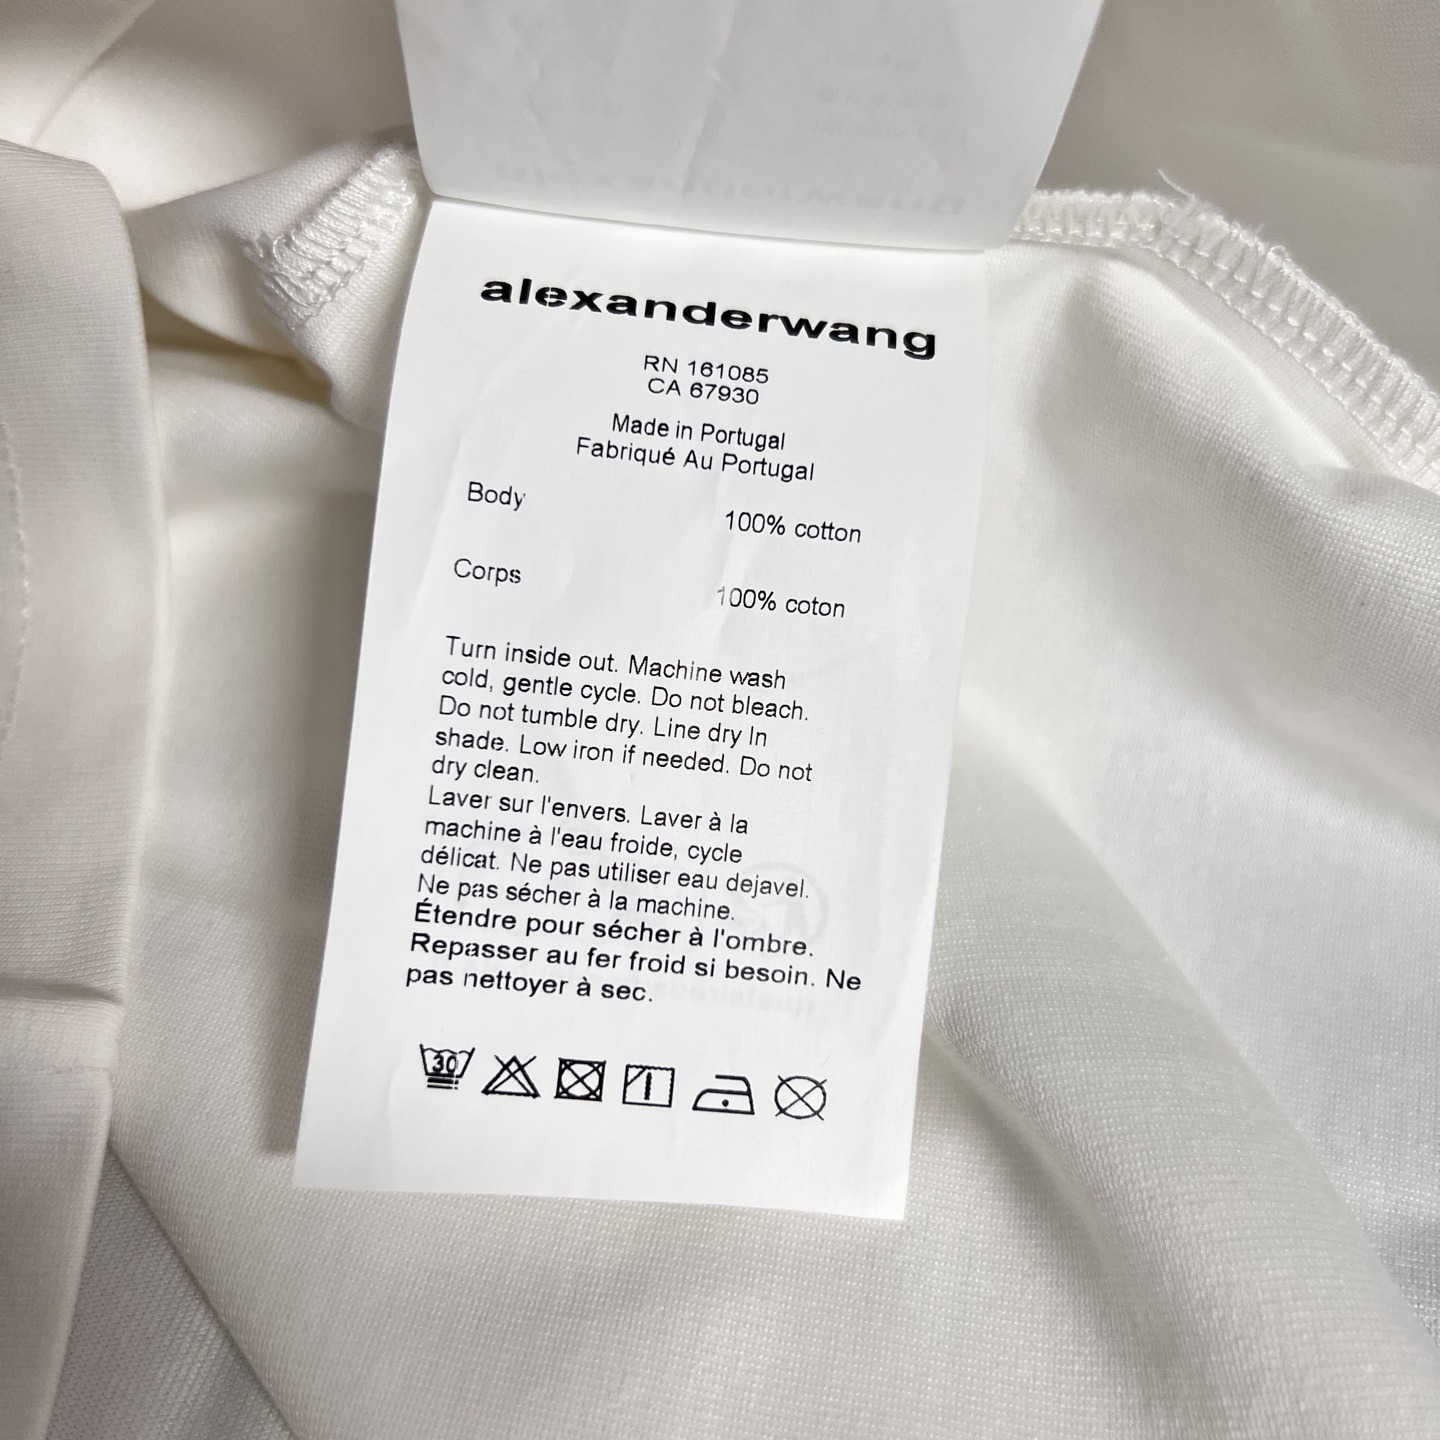 alexanderwang
RN 161085
CA 67930
Made in Portugal
Fabriqué Au Portugal
Body
100% cotton
Corps
100% coton
Turn inside out. Machine wash
cold, gentle cycle. Do not bleach.
Do not tumble dry. Line dry In
shade. Low iron if needed. Do not
dry clean.
Laver sur l'envers. Laver à la
machine à l'eau froide, cycle
délicat. Ne pas utiliser eau dejavel.
Ne pas sécher à la machine.
Étendre pour sécher à l'ombre.
Repasser au fer froid si besoin. Ne
pas nettoyer à sec.
30